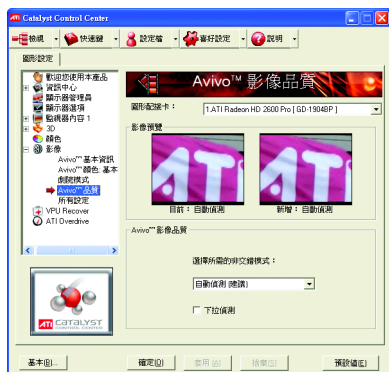 ATI Catalyst Control Center
檢視
快速鍵
設定檔
喜好設定
說明
圖形設定
歡迎您使用本產品
資訊中心
顯示器管理員
顯示器選項
監視器內容 1
3D
顏色
影像
Avivo™ 基本資訊
Avivo™ 顏色: 基本
劇院模式
Avivo™ 品質
所有設定
VPU Recover
ATI Overdrive
ATI CATALYST
CONTROL CENTER
Avivo™ 影像品質
圖形配接卡：
1.ATI Radeon HD 2600 Pro [ GD-1904BP ]
影像預覽
目前：自動偵測
新增：自動偵測
Avivo™ 影像品質
選擇所需的非交錯模式：
自動偵測 (建議)
下拉偵測
基本(B)...
確定(O)
套用(A)
捨棄(S)
預設值(E)